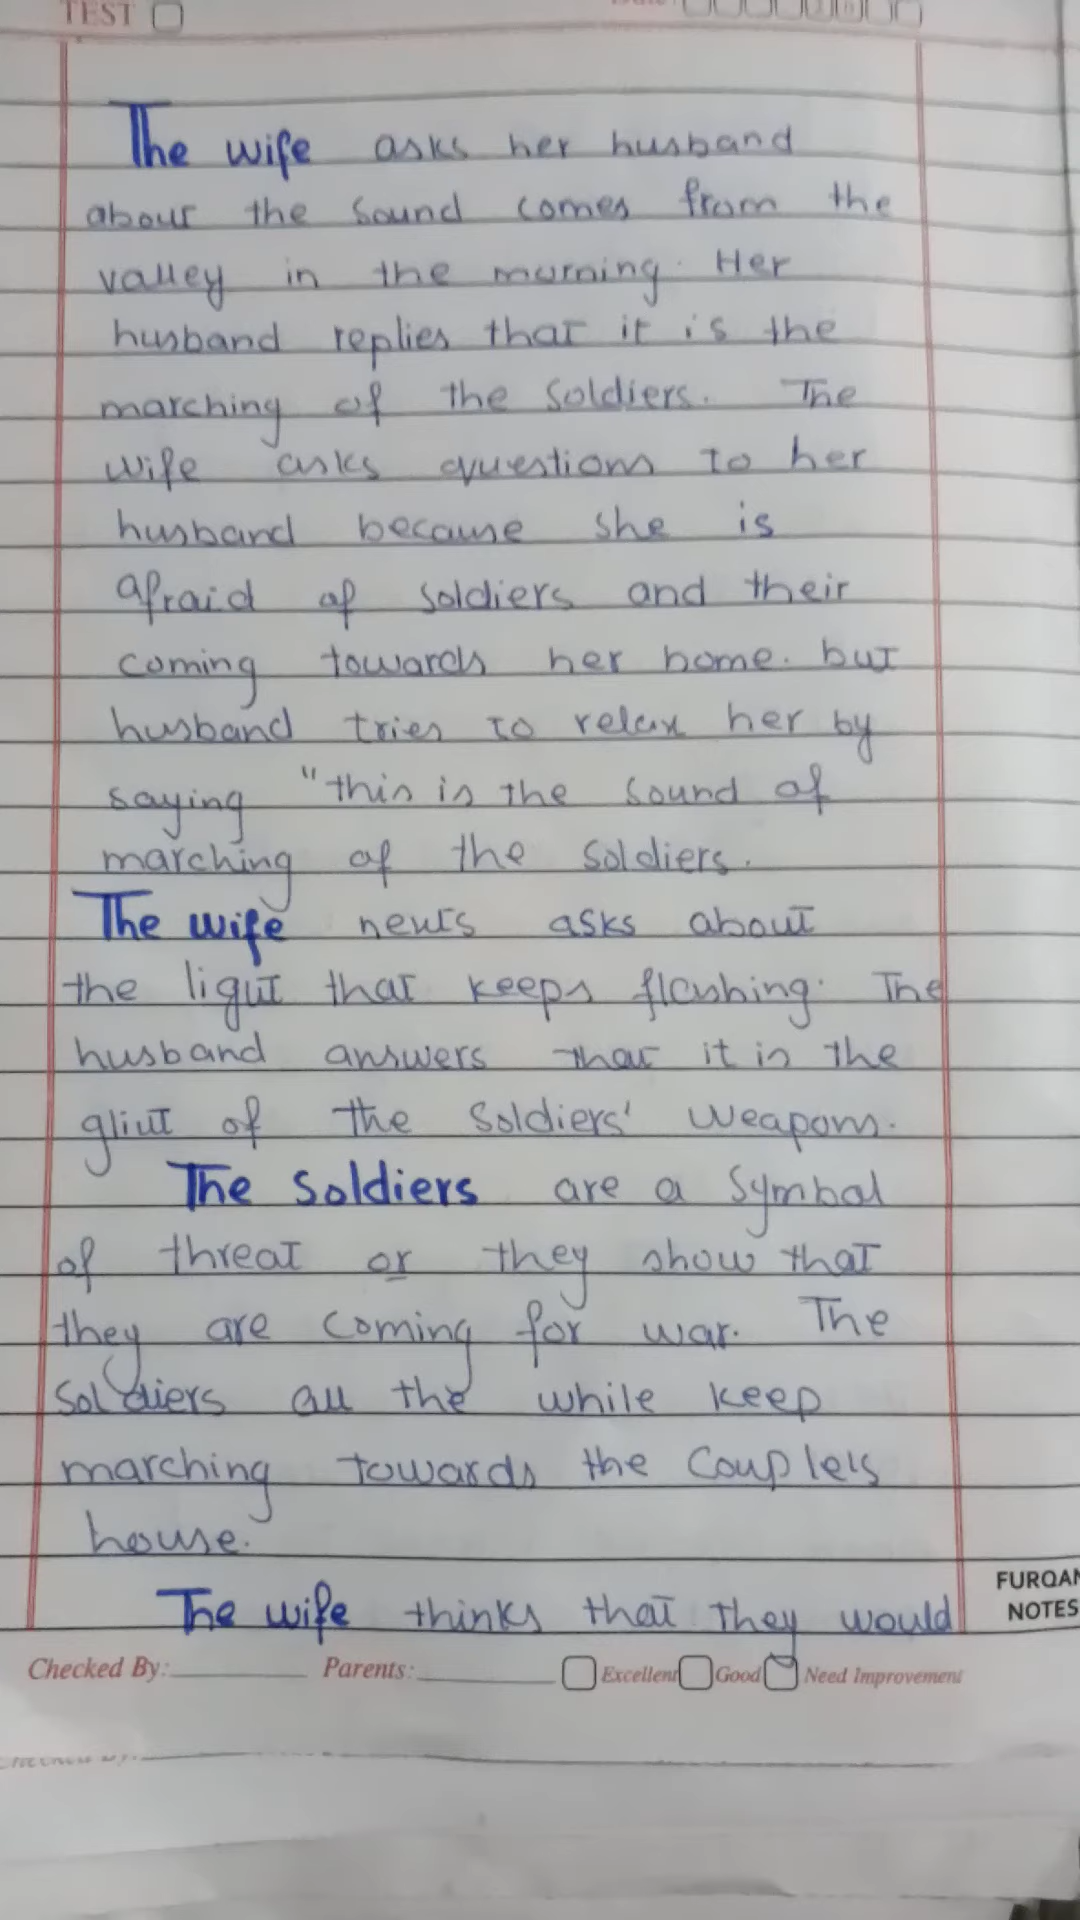 TEST
The wife asks her husband
about the sound comes from the
valley in the morning. Her
husband replies that it is the
marching of the soldiers. The
wife asks questions to her
husband because she is
afraid of soldiers and their
coming towards her home. but
husband tries to relax her by
saying "this is the sound of
marching of the soldiers.
The wife nexts asks about
the light that keeps flashing. The
husband answers that it is the
glint of the soldiers' weapons.
The Soldiers are a symbol
of threat or they show that
they are coming for war. The
soldiers all the while keep
marching towards the couple's
house.
The wife thinks that they would
FURQAN
NOTES
Checked By: Parents: Excellent Good Need Improvement